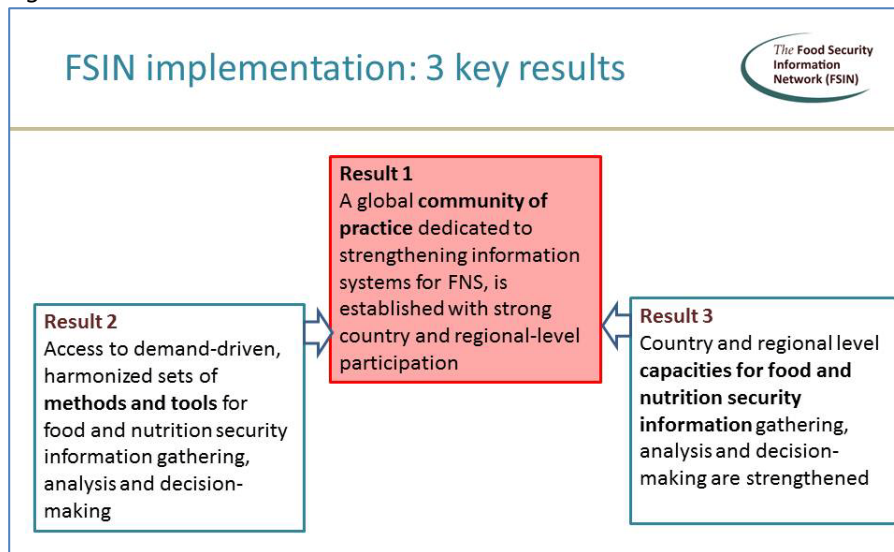 FSIN implementation: 3 key results
The Food Security
Information
Network (FSIN)
Result 1
A global community of
practice dedicated to
strengthening information
systems for FNS, is
established with strong
country and regional-level
participation
Result 2
Access to demand-driven,
harmonized sets of
methods and tools for
food and nutrition security
information gathering,
analysis and decision-
making
Result 3
Country and regional level
capacities for food and
nutrition security
information gathering,
analysis and decision-
making are strengthened